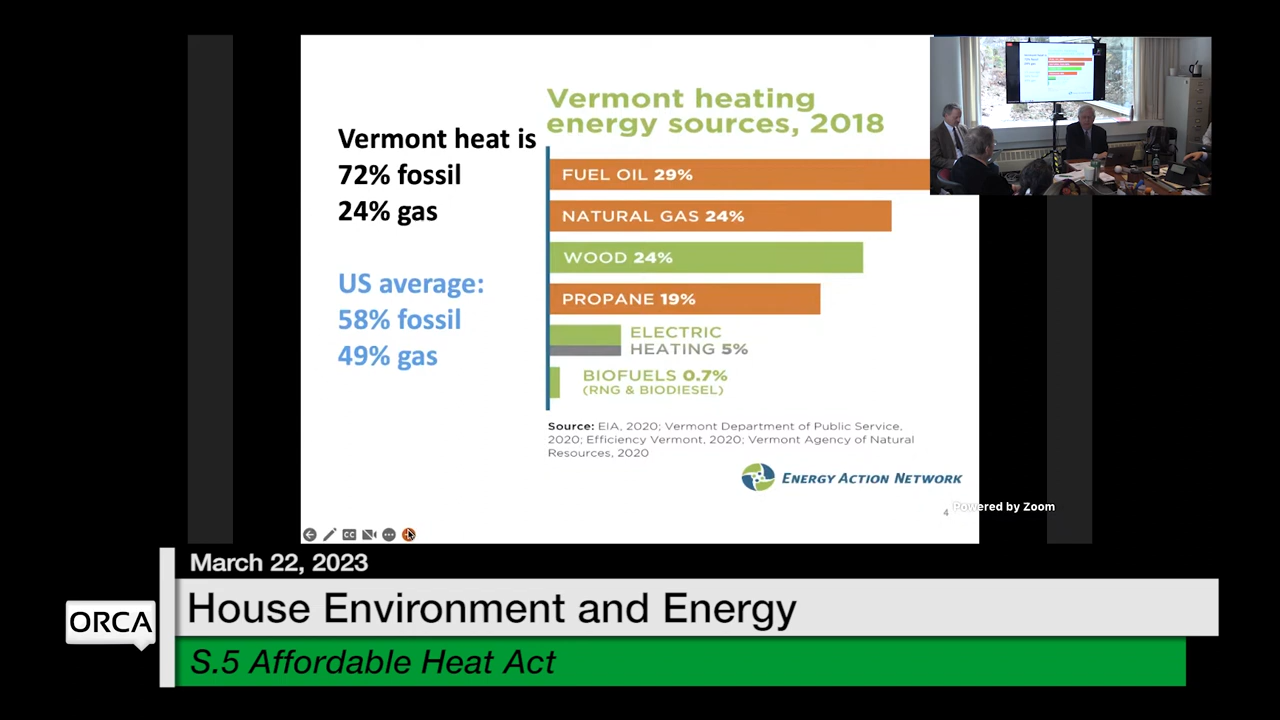 Vermont heat is
72% fossil
24% gas
US average:
58% fossil
49% gas
Vermont heating
energy sources, 2018
FUEL OIL 29%
NATURAL GAS 24%
WOOD 24%
PROPANE 19%
ELECTRIC
HEATING 5%
BIOFUELS 0.7%
(RNG & BIODIESEL)
Source: EIA, 2020; Vermont Department of Public Service,
2020; Efficiency Vermont, 2020; Vermont Agency of Natural
Resources, 2020
ENERGY ACTION NETWORK
4
Powered by Zoom
CC
March 22, 2023
ORCA
House Environment and Energy
S.5 Affordable Heat Act